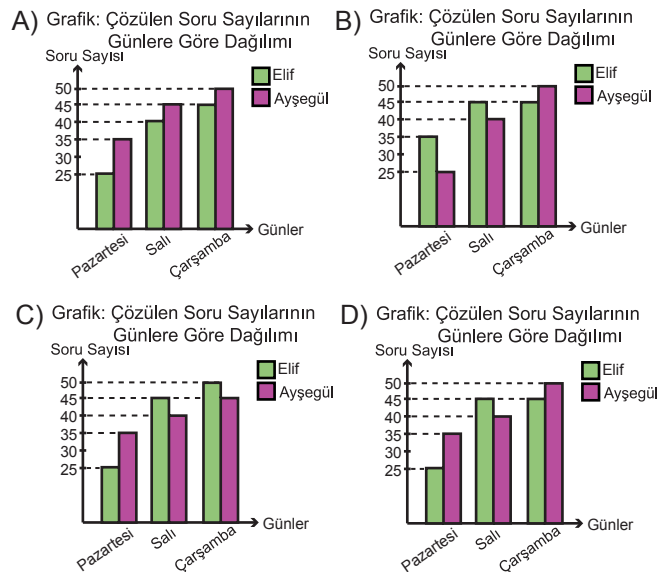 A) Grafik: Çözülen Soru Sayılarının
Günlere Göre Dağılımı
Soru Sayısı
50
45
40
35
30
25
Elif
Ayşegül
Pazartesi
Salı
Çarşamba
Günler
B) Grafik: Çözülen Soru Sayılarının
Günlere Göre Dağılımı
Soru Sayısı
50
45
40
35
30
25
Elif
Ayşegül
Pazartesi
Salı
Çarşamba
Günler
C) Grafik: Çözülen Soru Sayılarının
Günlere Göre Dağılımı
Soru Sayısı
50
45
40
35
30
25
Elif
Ayşegül
Pazartesi
Salı
Çarşamba
Günler
D) Grafik: Çözülen Soru Sayılarının
Günlere Göre Dağılımı
Soru Sayısı
50
45
40
35
30
25
Elif
Ayşegül
Pazartesi
Salı
Çarşamba
Günler